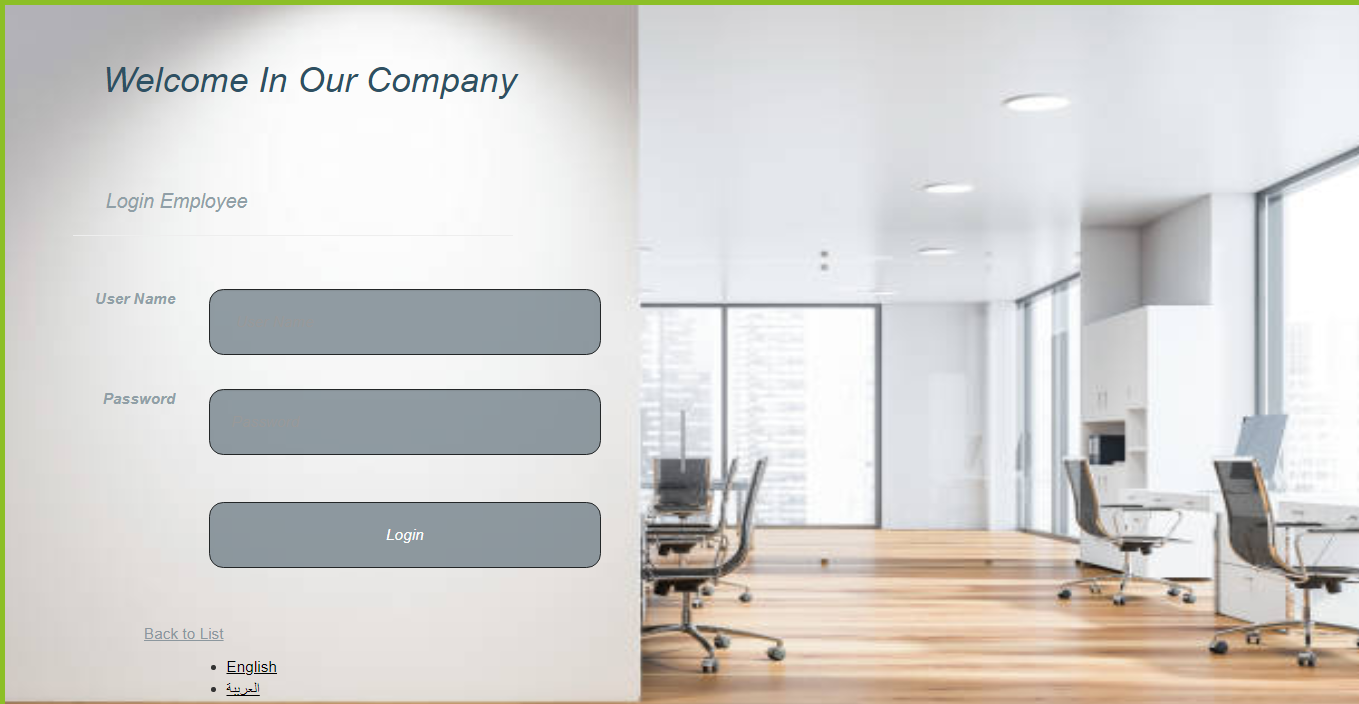 Welcome In Our Company
Login Employee
User Name
Password
Login
Back to List
English
العربية